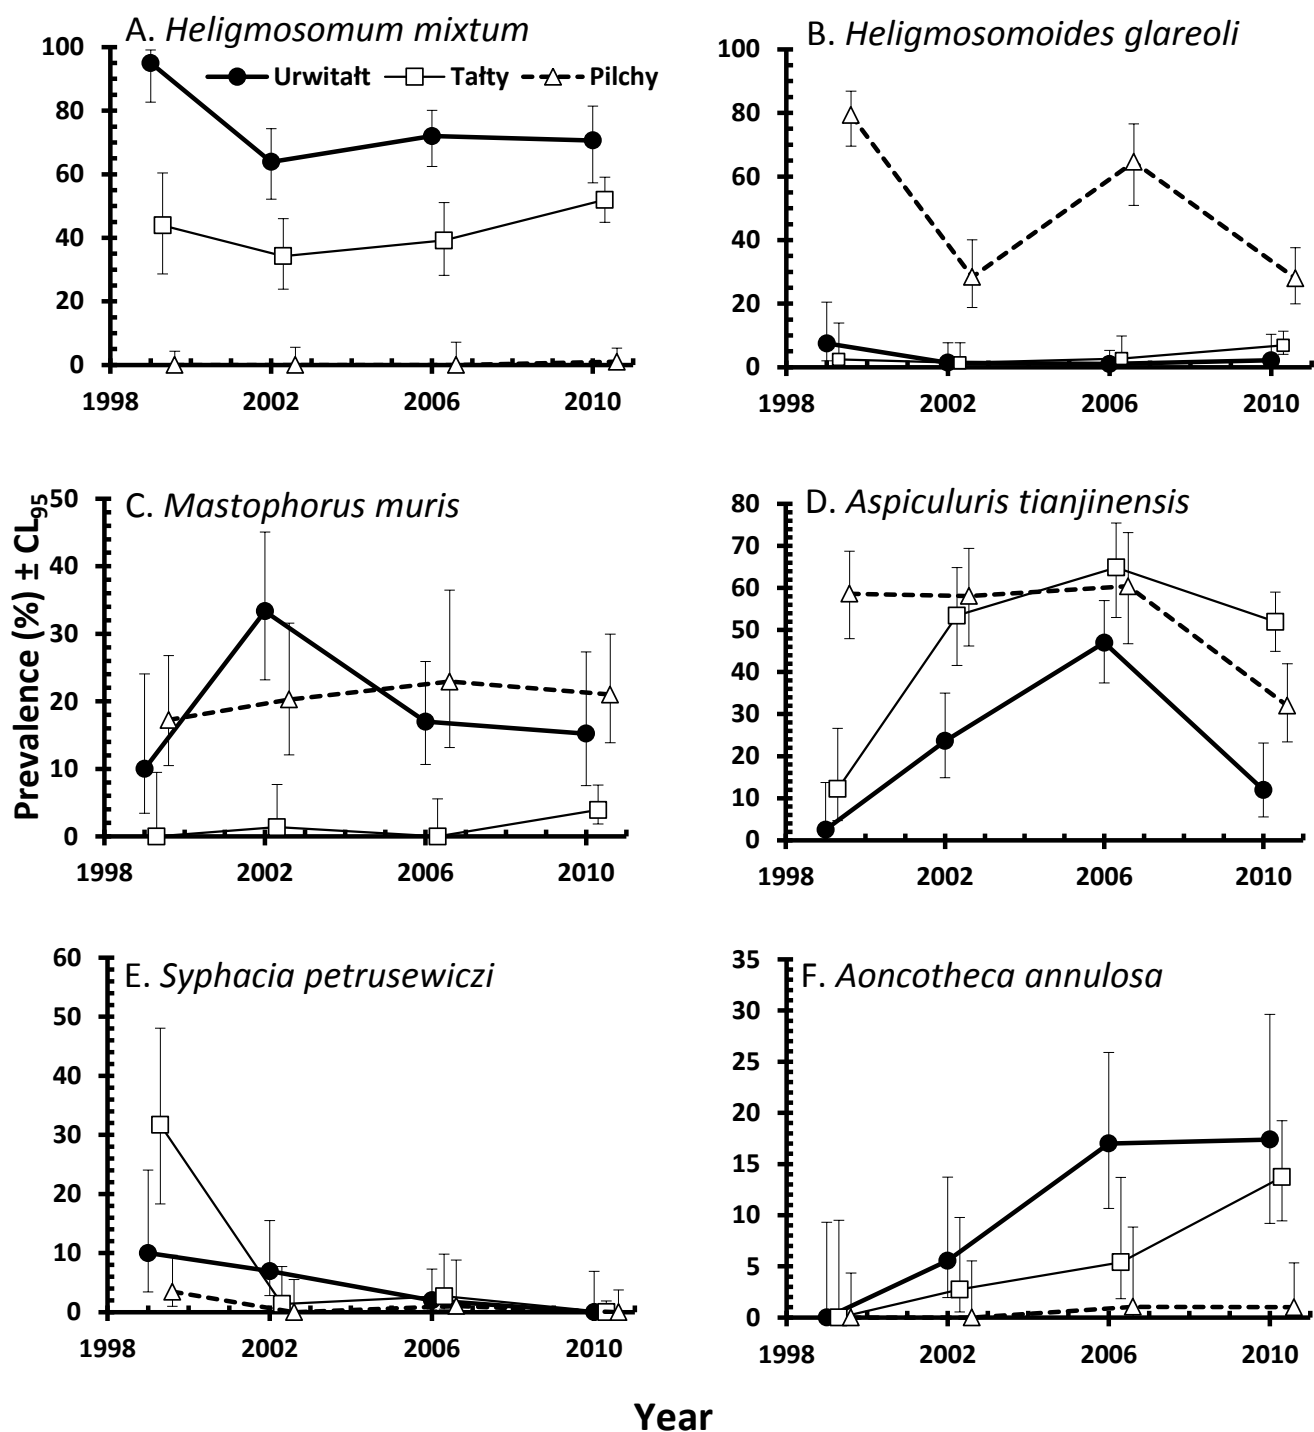 A. Heligmosomum mixtum
Urwitałt Tałty Pilchy
100
80
60
40
20
0
1998 2002 2006 2010
B. Heligmosomoides glareoli
100
80
60
40
20
0
1998 2002 2006 2010
Prevalence (%) ± CL95
C. Mastophorus muris
50
40
30
20
10
0
1998 2002 2006 2010
D. Aspiculuris tianjinensis
80
70
60
50
40
30
20
10
0
1998 2002 2006 2010
E. Syphacia petrusewiczi
60
50
40
30
20
10
0
1998 2002 2006 2010
F. Aoncotheca annulosa
35
30
25
20
15
10
5
0
1998 2002 2006 2010
Year